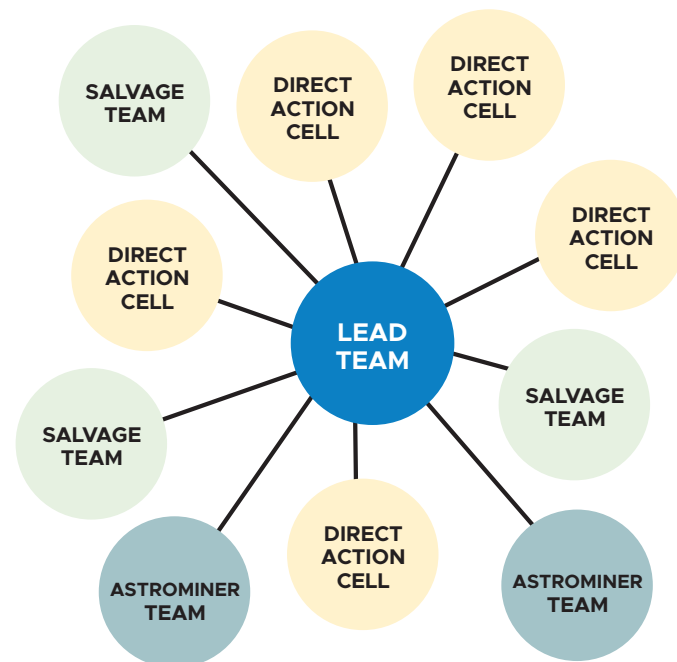 SALVAGE
TEAM
DIRECT
ACTION
CELL
DIRECT
ACTION
CELL
DIRECT
ACTION
CELL
DIRECT
ACTION
CELL
LEAD
TEAM
SALVAGE
TEAM
SALVAGE
TEAM
DIRECT
ACTION
CELL
ASTROMINER
TEAM
ASTROMINER
TEAM